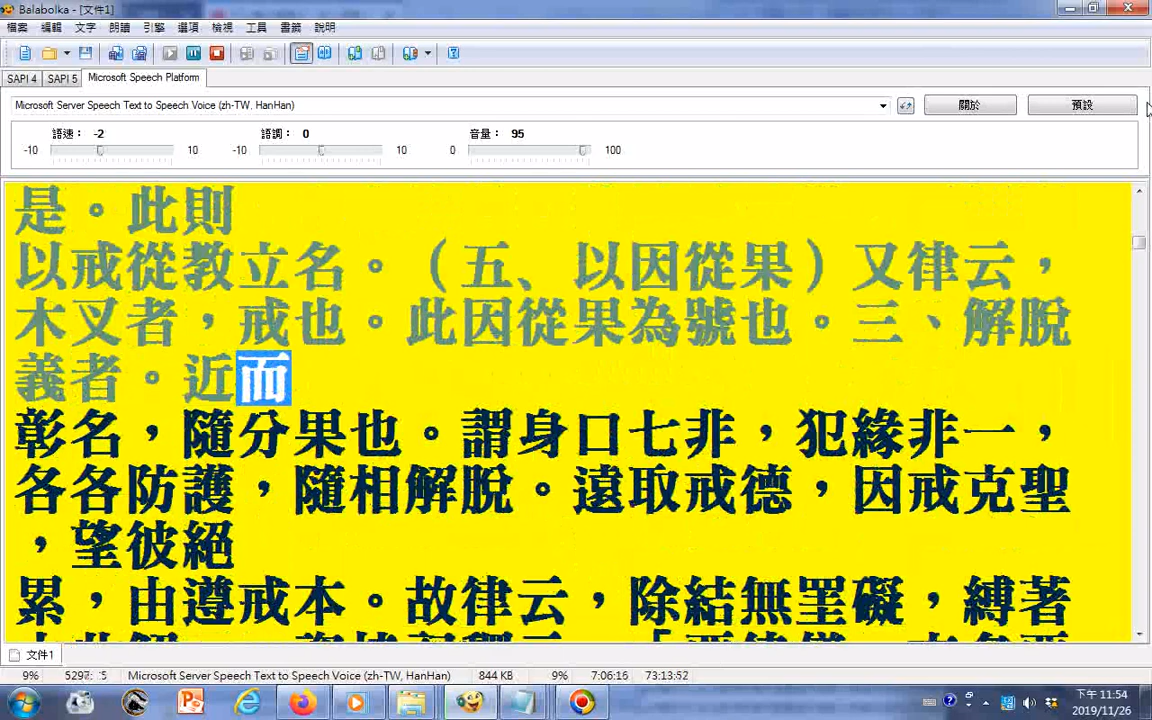 Balabolka - [文件1]
檔案 編輯 文字 朗讀 引擎 選項 檢視 工具 書籤 說明
SAPI 4 SAPI 5 Microsoft Speech Platform
Microsoft Server Speech Text to Speech Voice (zh-TW, HanHan) 關於 預設
語速： -2 語調： 0 音量： 95
-10 10 -10 10 0 100
是。此則
以戒從教立名。（五、以因從果）又律云，
木叉者，戒也。此因從果為號也。三、解脫
義者。近而
彰名，隨分果也。謂身口七非，犯緣非一，
各各防護，隨相解脫。遠取戒德，因戒克聖
，望彼絕
累，由遵戒本。故律云，除結無罣礙，縛著
文件1
9% Microsoft Server Speech Text to Speech Voice (zh-TW, HanHan) 844 KB 9% 7:06:16 73:13:52
下午 11:54
2019/11/26